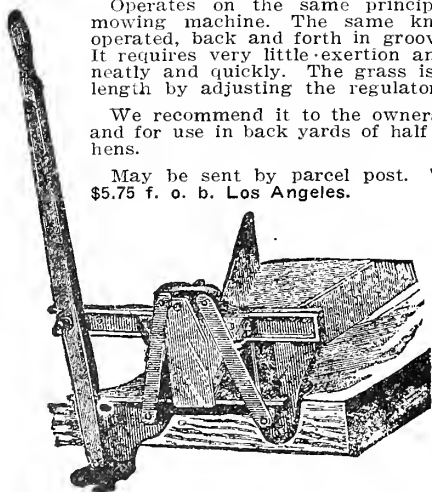 Operates on the same princip
mowing machine. The same kn
operated, back and forth in groov
It requires very little exertion an
neatly and quickly. The grass is
length by adjusting the regulator
We recommend it to the owner
and for use in back yards of half
hens.
May be sent by parcel post.
$5.75 f. o. b. Los Angeles.